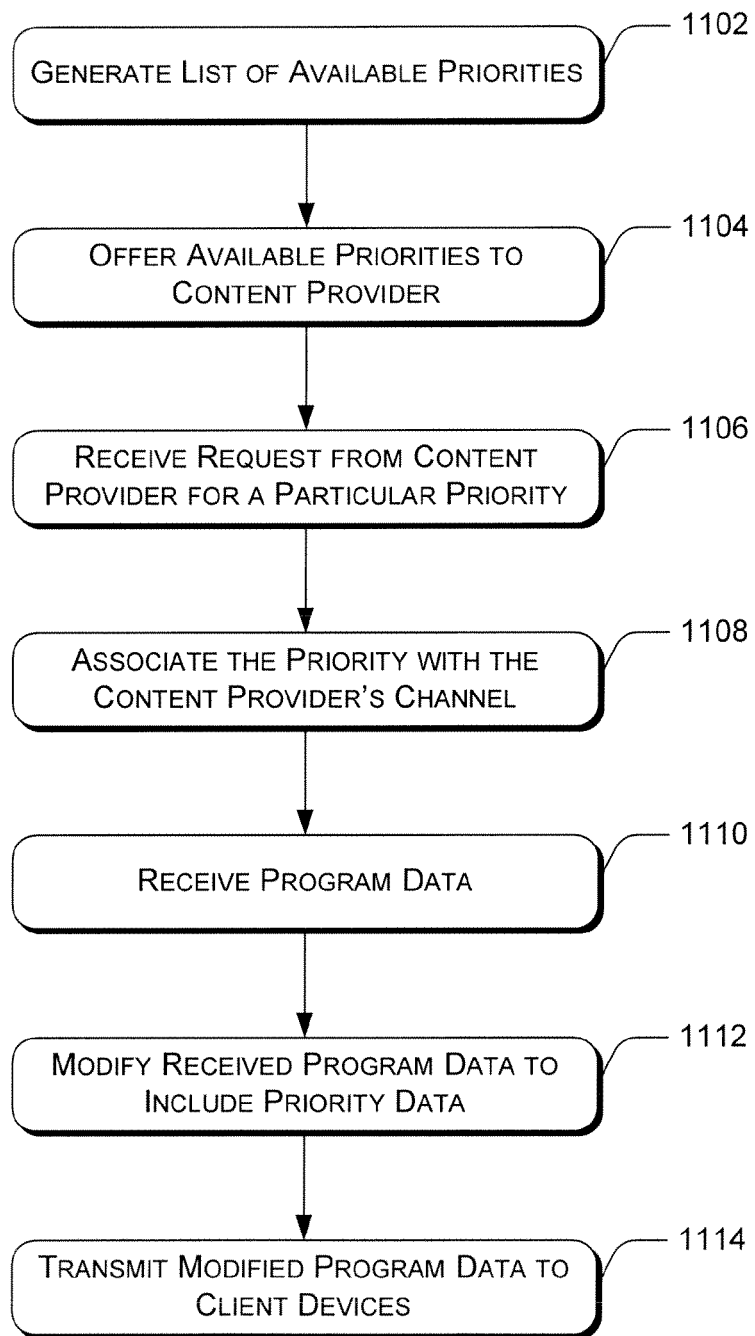 1102
GENERATE LIST OF AVAILABLE PRIORITIES
1104
OFFER AVAILABLE PRIORITIES TO
CONTENT PROVIDER
1106
RECEIVE REQUEST FROM CONTENT
PROVIDER FOR A PARTICULAR PRIORITY
1108
ASSOCIATE THE PRIORITY WITH THE
CONTENT PROVIDER'S CHANNEL
1110
RECEIVE PROGRAM DATA
1112
MODIFY RECEIVED PROGRAM DATA TO
INCLUDE PRIORITY DATA
1114
TRANSMIT MODIFIED PROGRAM DATA TO
CLIENT DEVICES